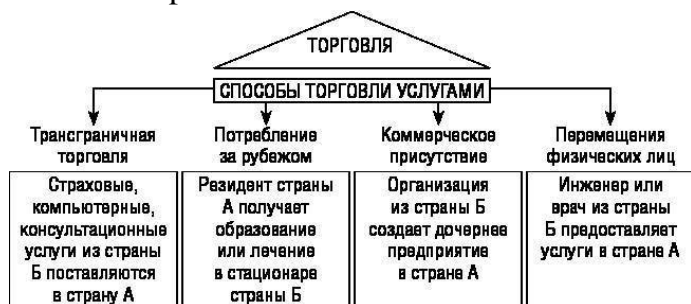 ТОРГОВЛЯ
СПОСОБЫ ТОРГОВЛИ УСЛУГАМИ
Трансграничная
торговля
Страховые,
компьютерные,
консультационные
услуги из страны
Б поставляются
в страну А
Потребление
за рубежом
Резидент страны
А получает
образование
или лечение
в стационаре
страны Б
Коммерческое
присутствие
Организация
из страны Б
создает дочернее
предприятие
в стране А
Перемещения
физических лиц
Инженер или
врач из страны
Б предоставляет
услуги в стране А